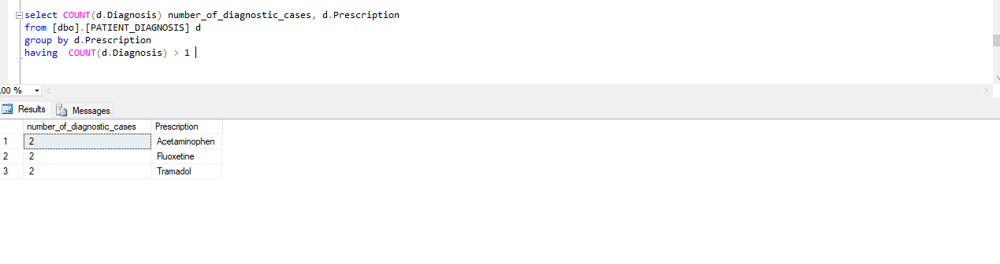 select COUNT(d.Diagnosis) number_of_diagnostic_cases, d.Prescription
from [dbo].[PATIENT_DIAGNOSIS] d
group by d.Prescription
having  COUNT(d.Diagnosis) > 1
.00 %
Results Messages
number_of_diagnostic_cases Prescription
1 2 Acetaminophen
2 2 Fluoxetine
3 2 Tramadol